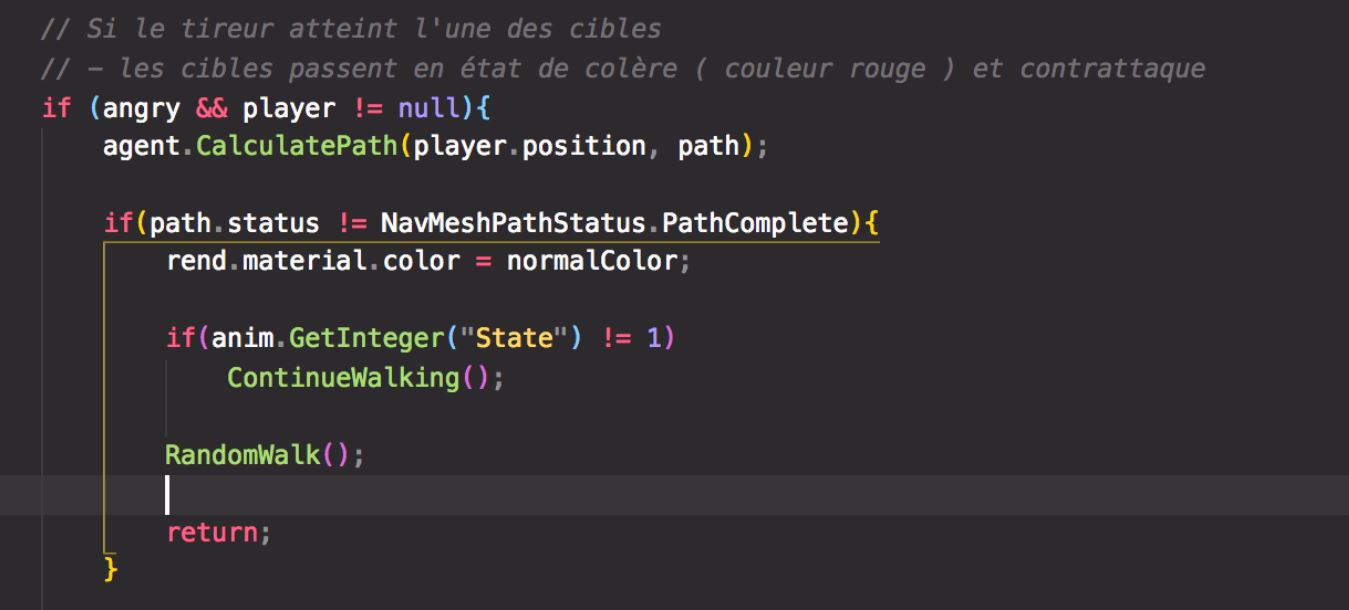 // Si le tireur atteint l'une des cibles
// – les cibles passent en état de colère ( couleur rouge ) et contrattaque
if (angry && player != null){
agent.CalculatePath(player.position, path);
if(path.status != NavMeshPathStatus.PathComplete){
rend.material.color = normalColor;
if(anim.GetInteger("State") != 1)
ContinueWalking();
RandomWalk();
return;
}